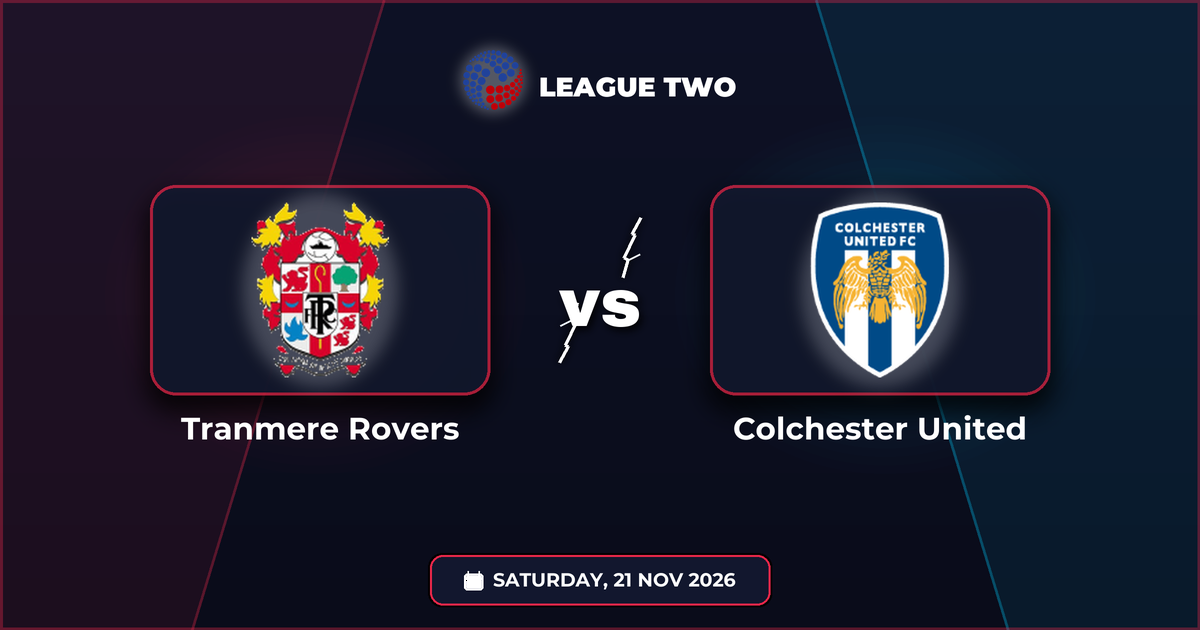 LEAGUE TWO
COLCHESTER
UNITED FC
vs
Tranmere Rovers
Colchester United
SATURDAY, 21 NOV 2026